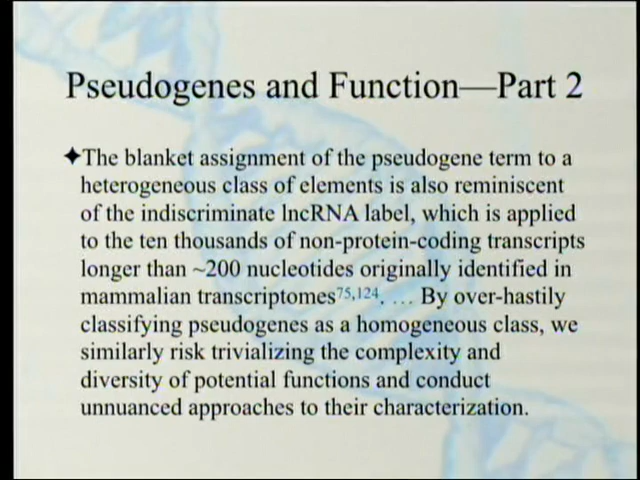 Pseudogenes and Function—Part 2
✦The blanket assignment of the pseudogene term to a
heterogeneous class of elements is also reminiscent
of the indiscriminate lncRNA label, which is applied
to the ten thousands of non-protein-coding transcripts
longer than ~200 nucleotides originally identified in
mammalian transcriptomes75,124. … By over-hastily
classifying pseudogenes as a homogeneous class, we
similarly risk trivializing the complexity and
diversity of potential functions and conduct
unnuanced approaches to their characterization.